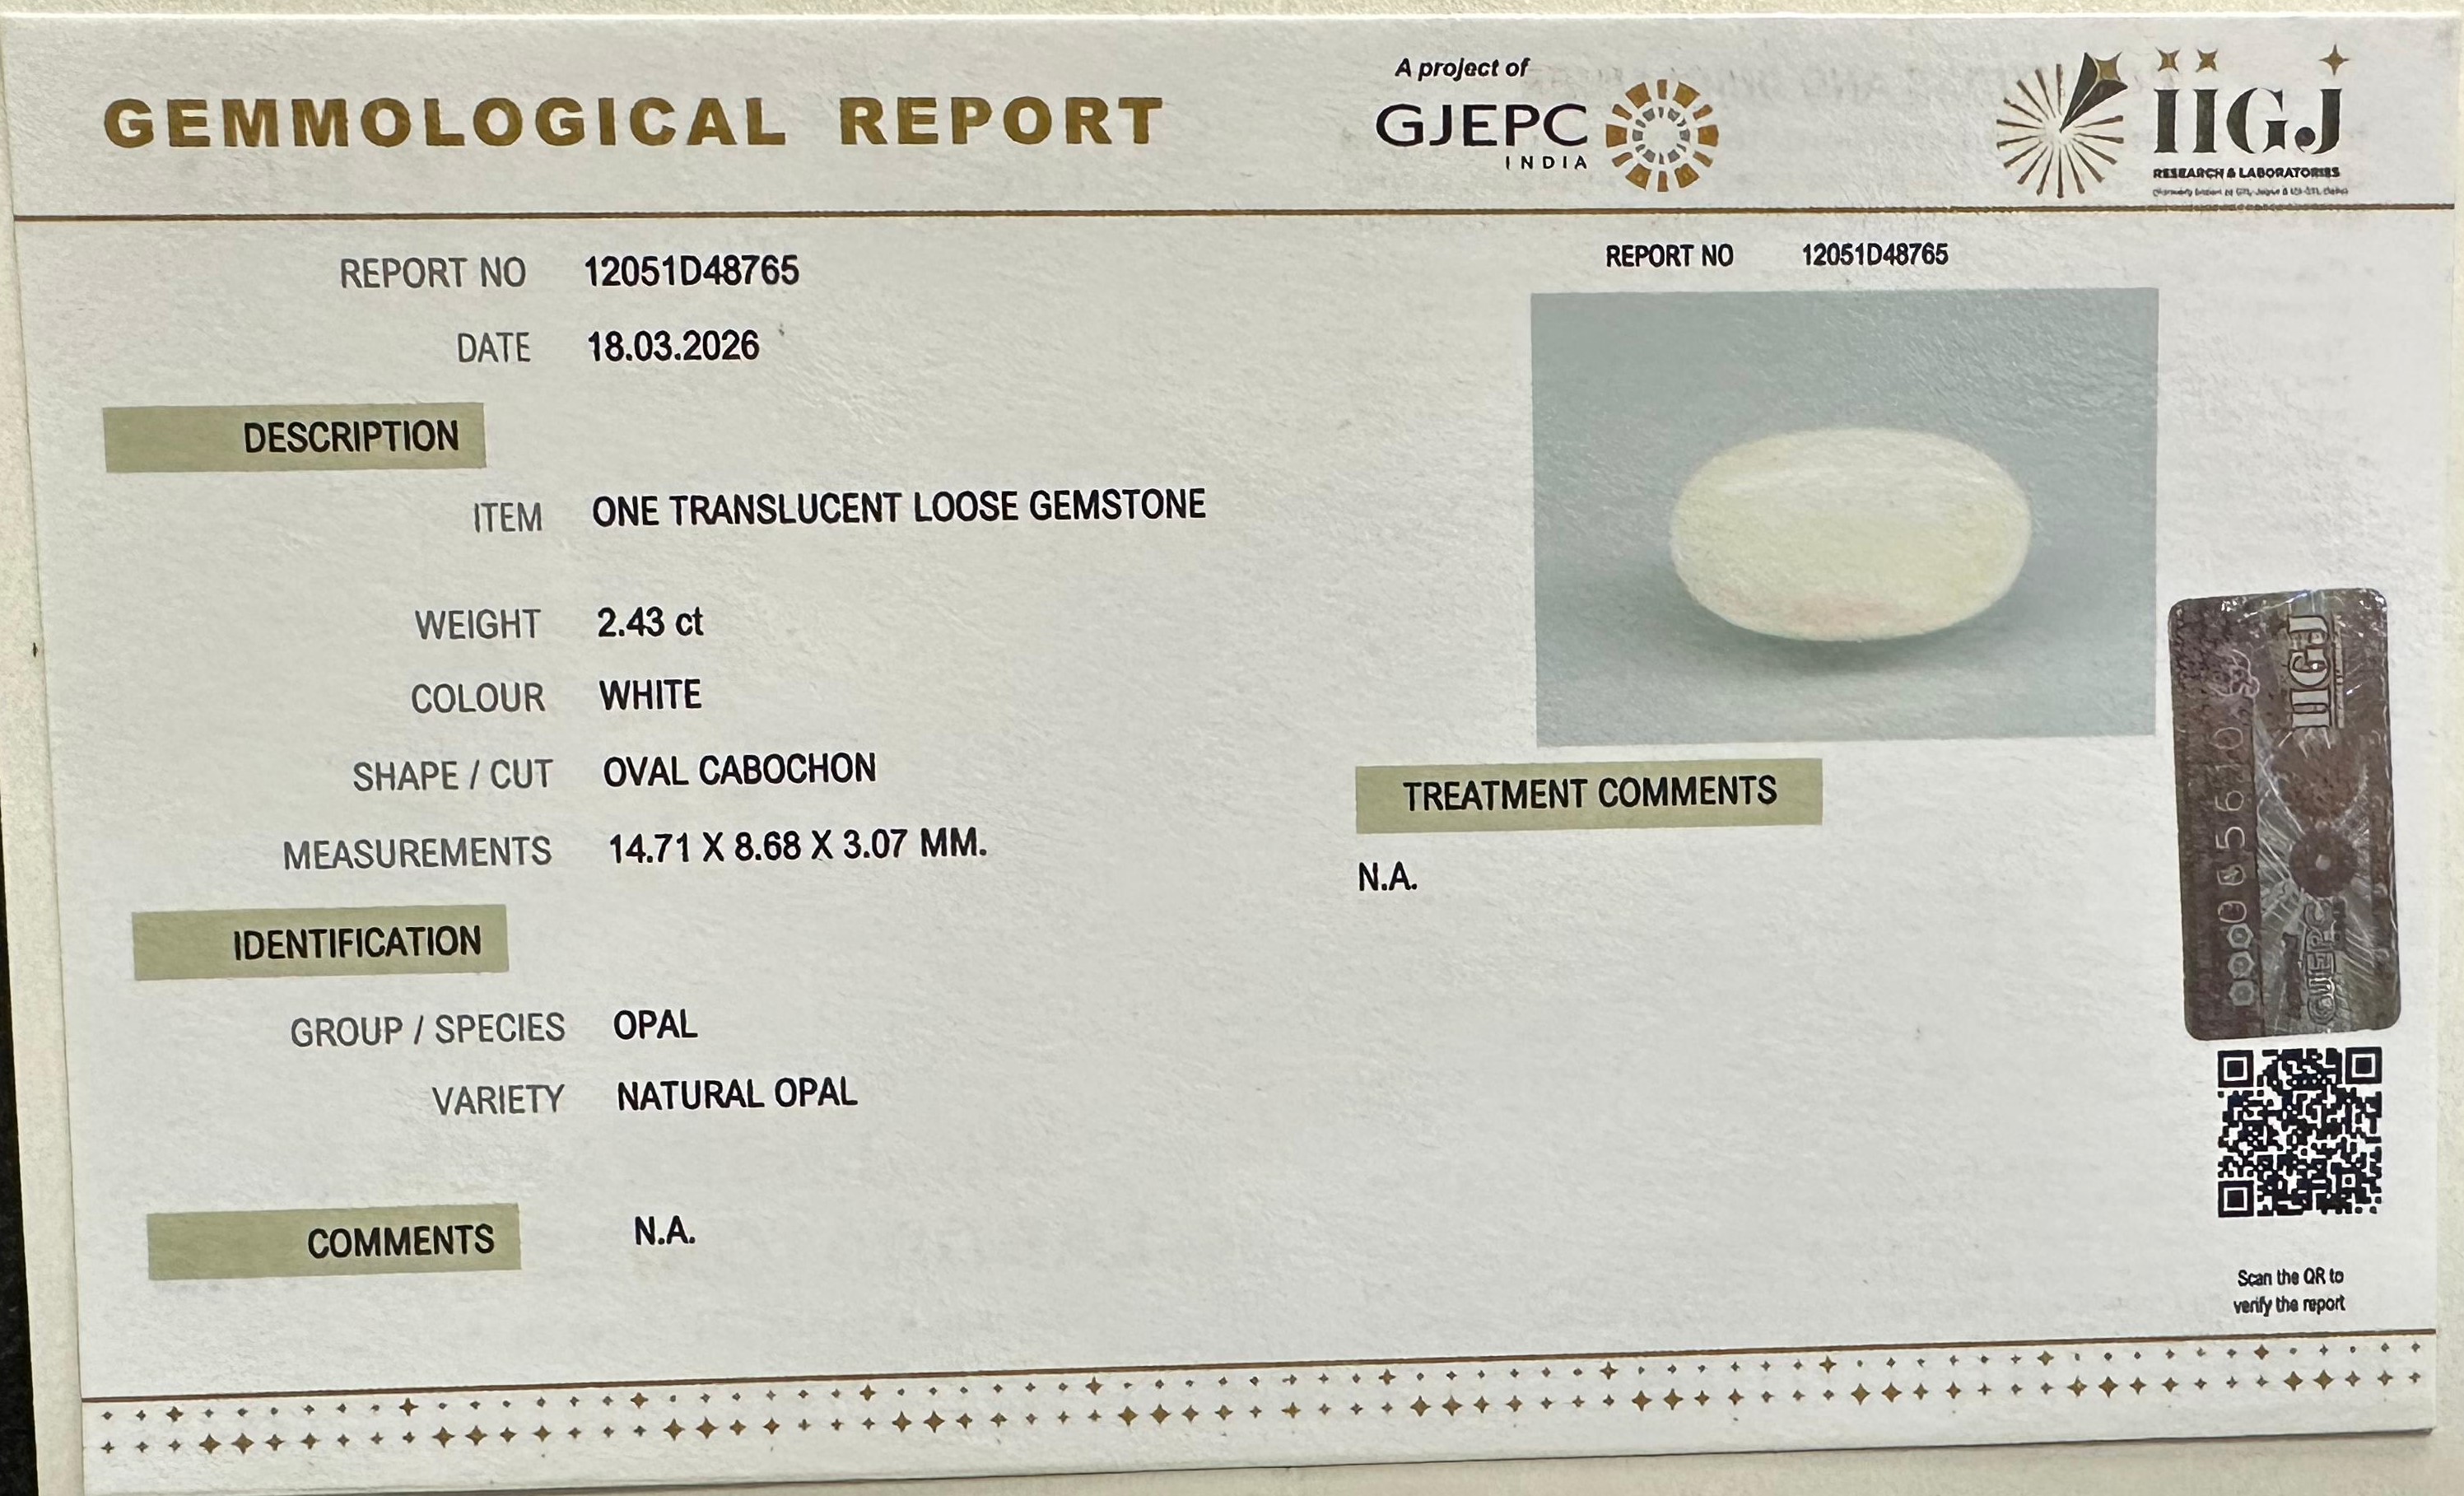 GEMMOLOGICAL REPORT
A project of
GJEPC
INDIA
IIGJ
RESEARCH & LABORATORIES
REPORT NO 12051D48765
DATE 18.03.2026
DESCRIPTION
ITEM ONE TRANSLUCENT LOOSE GEMSTONE
WEIGHT 2.43 ct
COLOUR WHITE
SHAPE / CUT OVAL CABOCHON
MEASUREMENTS 14.71 X 8.68 X 3.07 MM.
IDENTIFICATION
GROUP / SPECIES OPAL
VARIETY NATURAL OPAL
COMMENTS N.A.
REPORT NO 12051D48765
TREATMENT COMMENTS
N.A.
IIGJ
GJEPC
Scan the QR to
verify the report